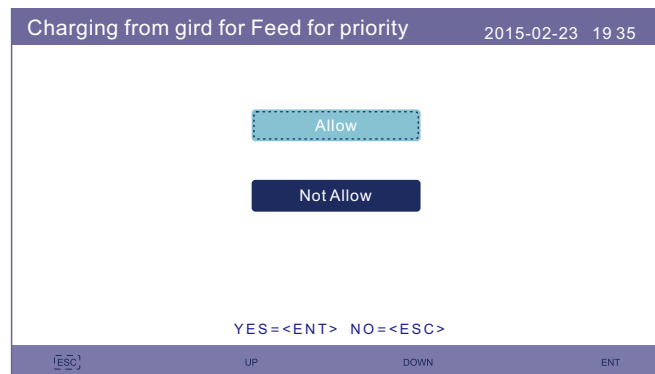 Charging from gird for Feed for priority 2015-02-23 19 35
Allow
Not Allow
YES=<ENT> NO=<ESC>
ESC UP DOWN ENT